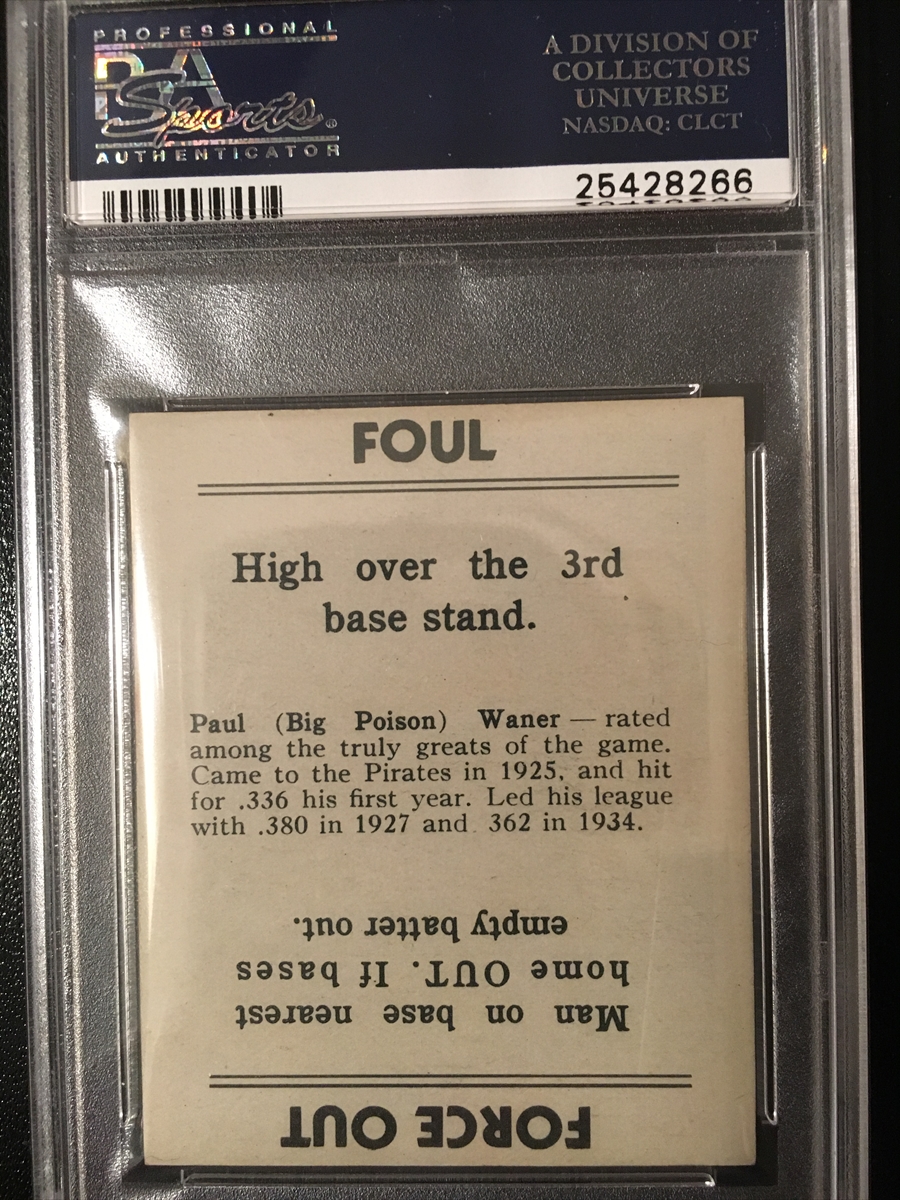 PROFESSIONAL
PSA
Sports®
AUTHENTICATOR
A DIVISION OF
COLLECTORS
UNIVERSE
NASDAQ: CLCT
25428266
FOUL
High over the 3rd
base stand.
Paul (Big Poison) Waner — rated
among the truly greats of the game.
Came to the Pirates in 1925, and hit
for .336 his first year. Led his league
with .380 in 1927 and .362 in 1934.
FORCE OUT
Man on base nearest
home OUT. If bases
empty batter out.